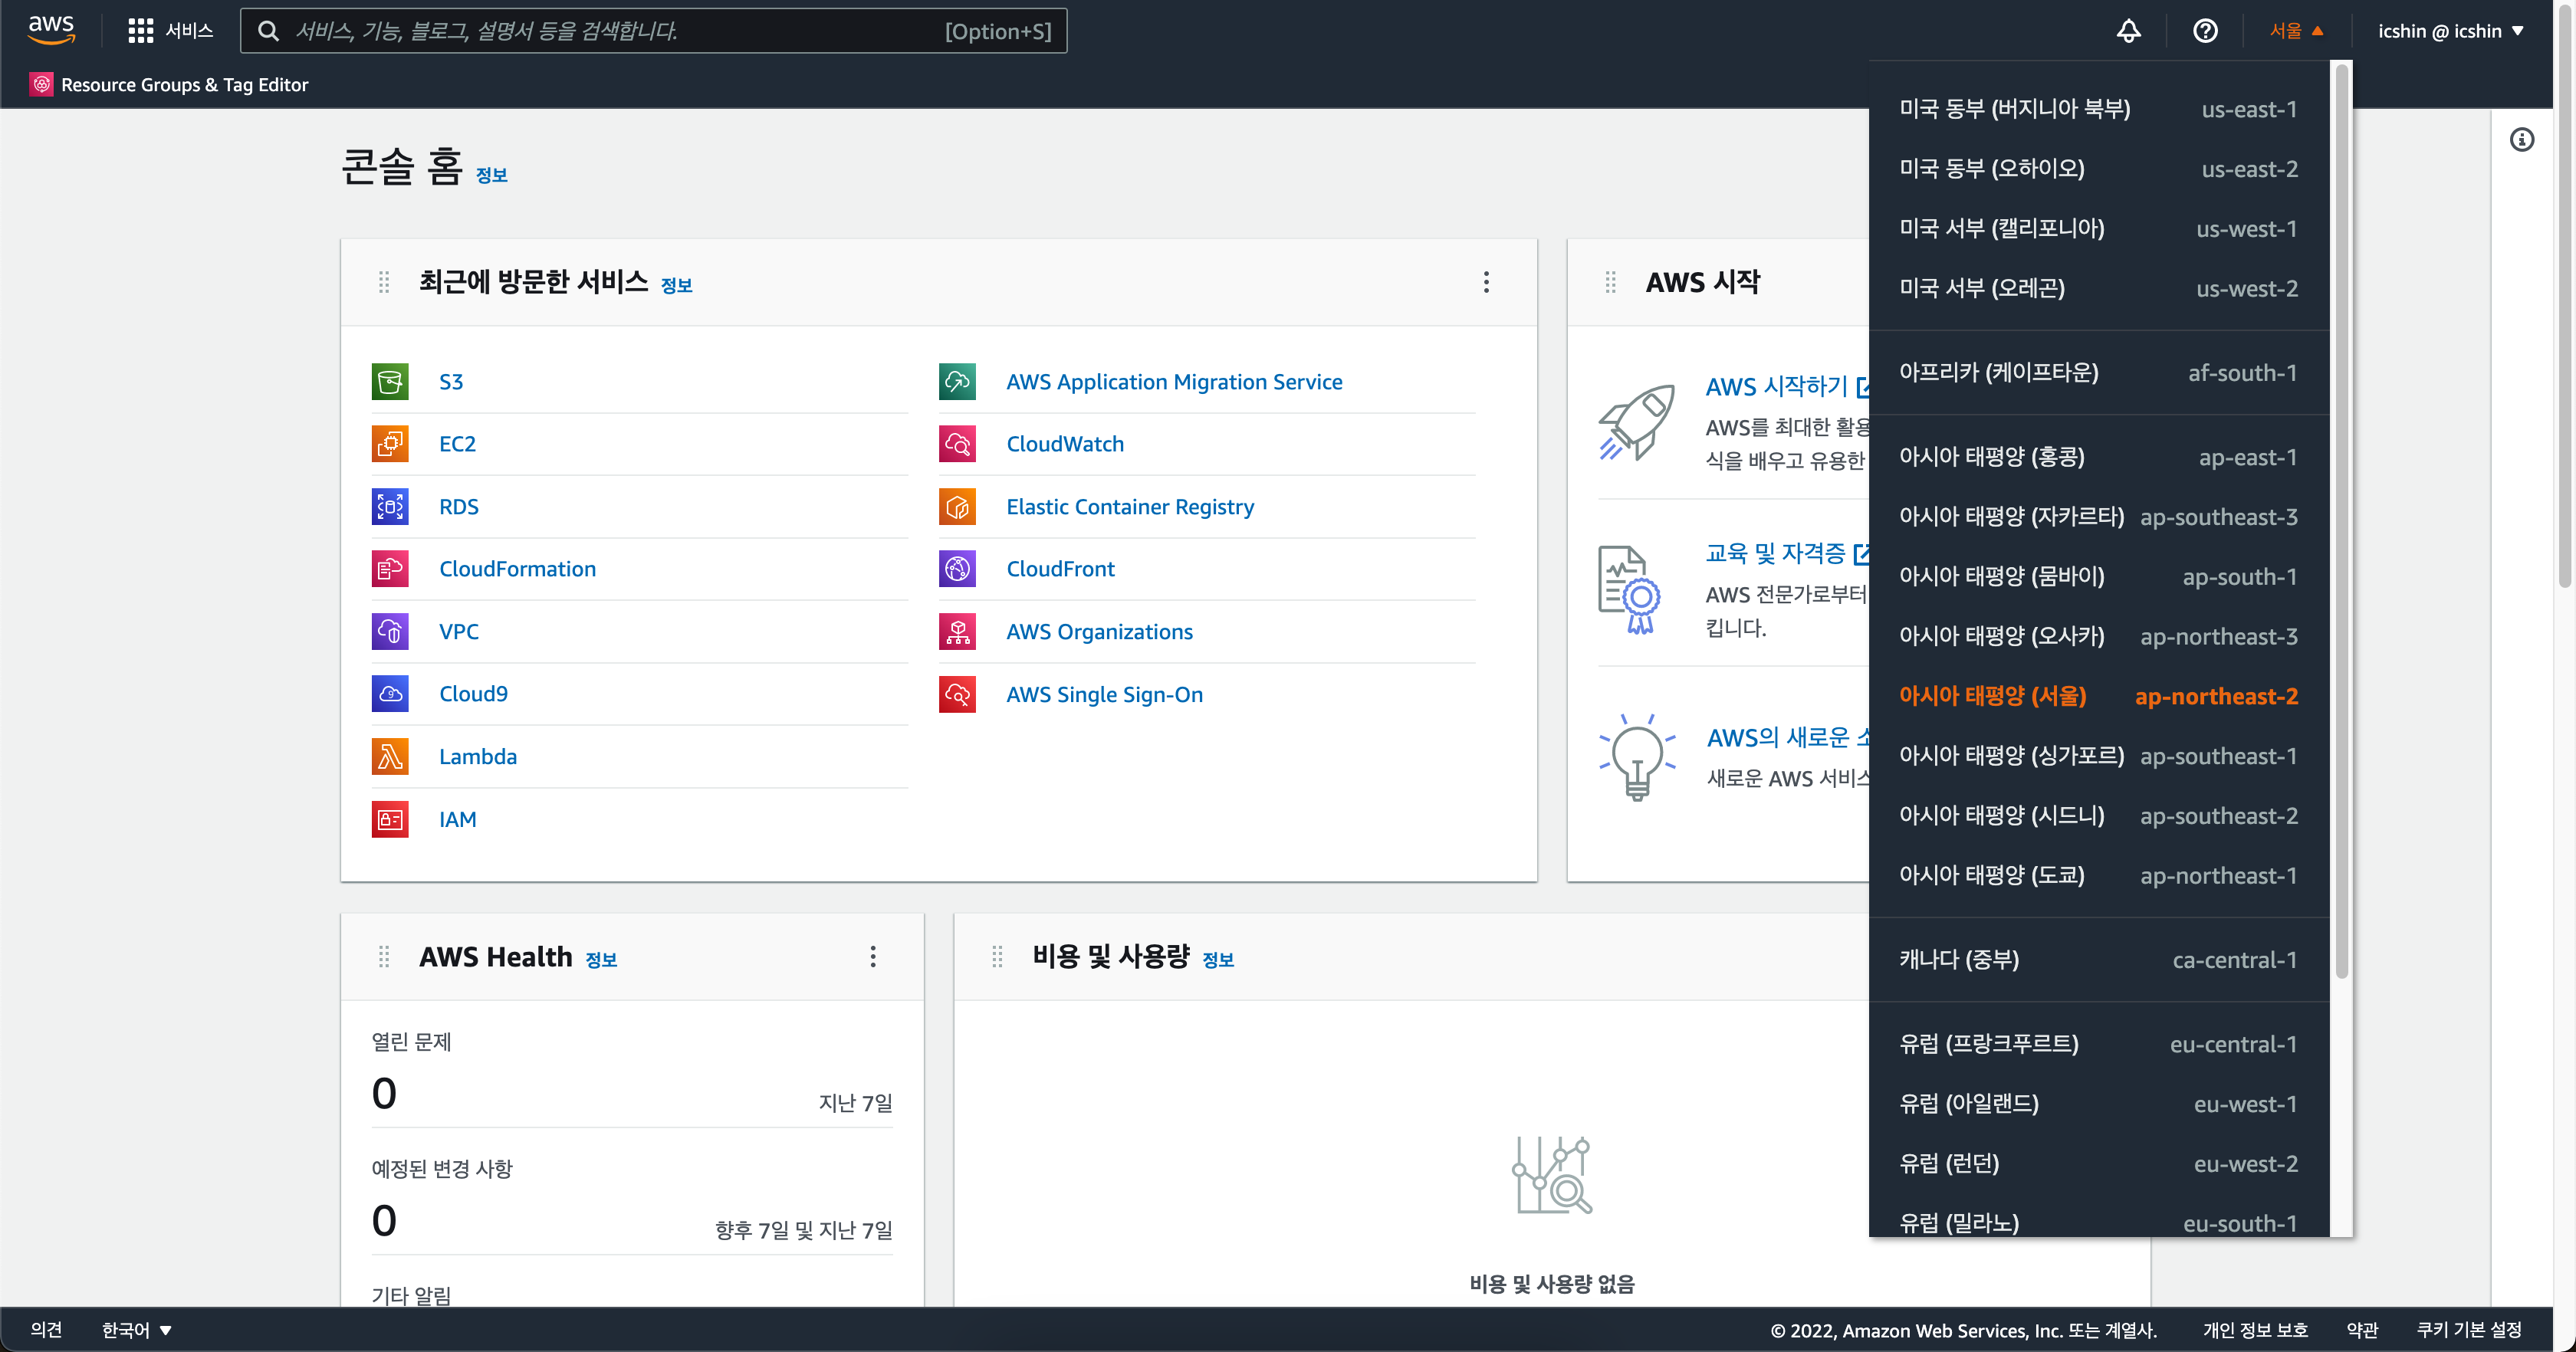 aws
서비스
서비스, 기능, 블로그, 설명서 등을 검색합니다.
[Option+S]
서울
icshin @ icshin
Resource Groups & Tag Editor
콘솔 홈 정보
최근에 방문한 서비스 정보
S3
EC2
RDS
CloudFormation
VPC
Cloud9
Lambda
IAM
AWS Application Migration Service
CloudWatch
Elastic Container Registry
CloudFront
AWS Organizations
AWS Single Sign-On
AWS 시작
AWS 시작하기
AWS를 최대한 활용
식을 배우고 유용한
교육 및 자격증
AWS 전문가로부터
킵니다.
AWS의 새로운
새로운 AWS 서비스
미국 동부 (버지니아 북부) us-east-1
미국 동부 (오하이오) us-east-2
미국 서부 (캘리포니아) us-west-1
미국 서부 (오레곤) us-west-2
아프리카 (케이프타운) af-south-1
아시아 태평양 (홍콩) ap-east-1
아시아 태평양 (자카르타) ap-southeast-3
아시아 태평양 (뭄바이) ap-south-1
아시아 태평양 (오사카) ap-northeast-3
아시아 태평양 (서울) ap-northeast-2
아시아 태평양 (싱가포르) ap-southeast-1
아시아 태평양 (시드니) ap-southeast-2
아시아 태평양 (도쿄) ap-northeast-1
캐나다 (중부) ca-central-1
유럽 (프랑크푸르트) eu-central-1
유럽 (아일랜드) eu-west-1
유럽 (런던) eu-west-2
유럽 (밀라노) eu-south-1
AWS Health 정보
열린 문제
0 지난 7일
예정된 변경 사항
0 향후 7일 및 지난 7일
기타 알림
비용 및 사용량 정보
비용 및 사용량 없음
의견
한국어
© 2022, Amazon Web Services, Inc. 또는 계열사.
개인 정보 보호
약관
쿠키 기본 설정